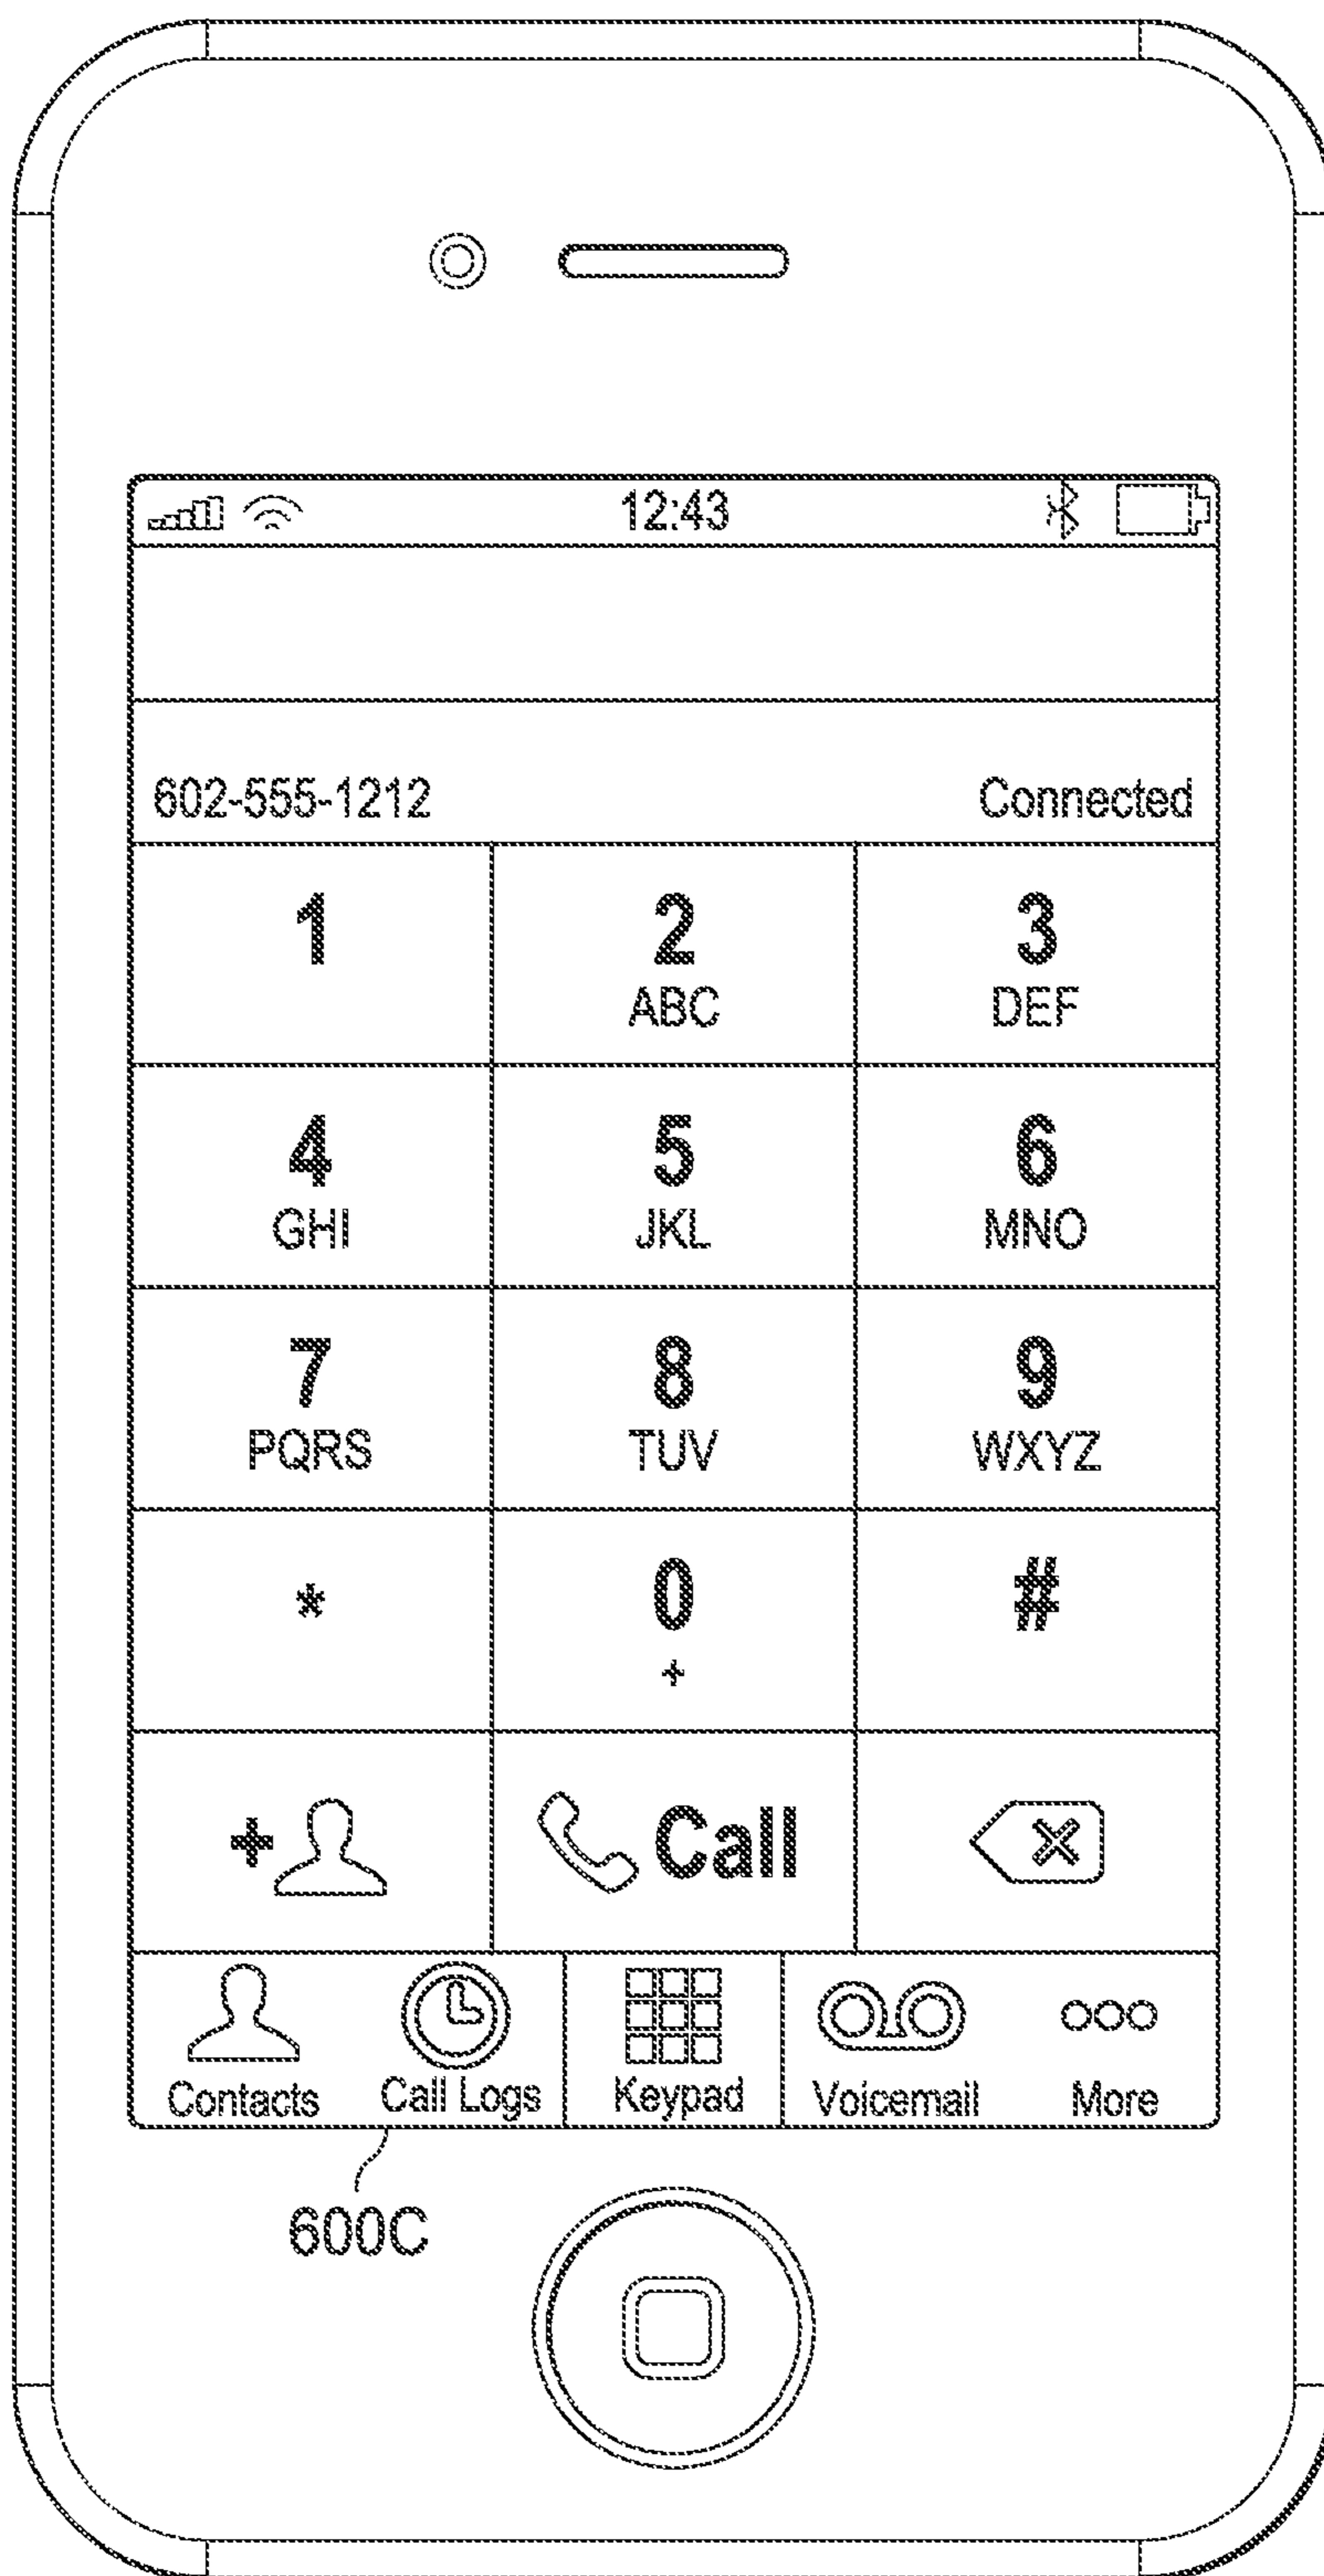 12:43
602-555-1212 Connected
1 2 3
ABC DEF
4 5 6
GHI JKL MNO
7 8 9
PQRS TUV WXYZ
* 0 #
+
+ Call
Contacts Call Logs Keypad Voicemail More
600C